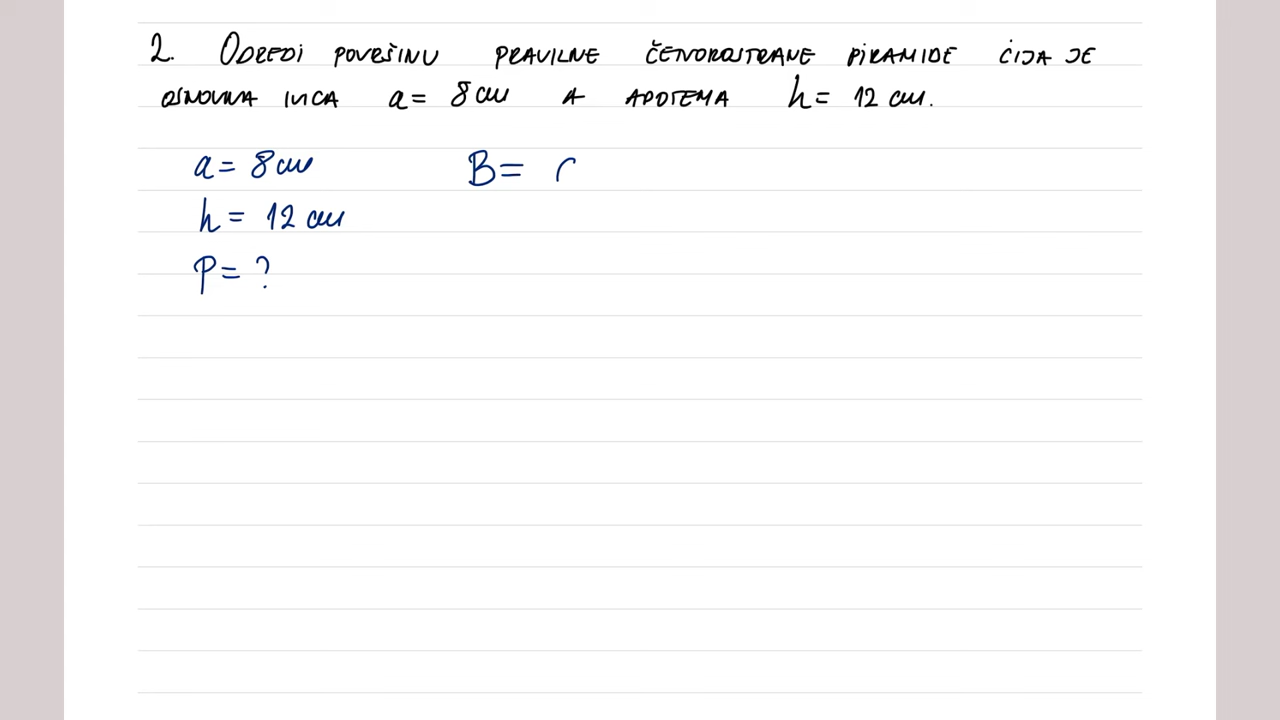 2. ODREDI POVRŠINU PRAVILNE ČETVOROSTRANE PIRAMIDE ČIJA JE
OSNOVNA IVICA a = 8 cm A APOTEMA h = 12 cm.
a = 8 cm
h = 12 cm
P = ?
B =